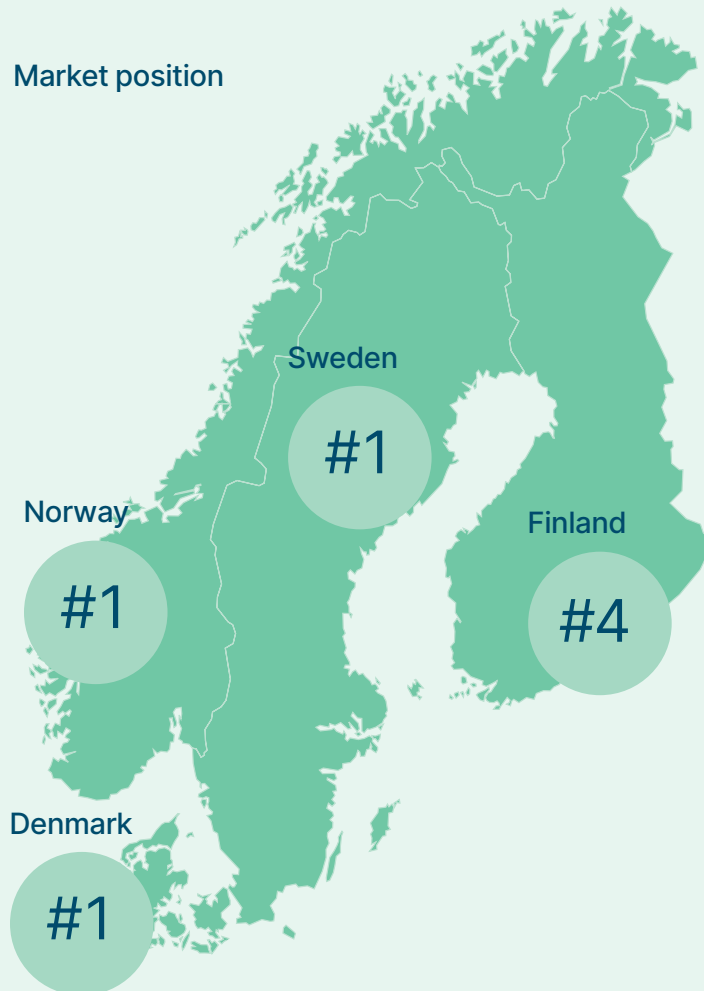 Market position
Sweden
#1
Norway
#1
Finland
#4
Denmark
#1